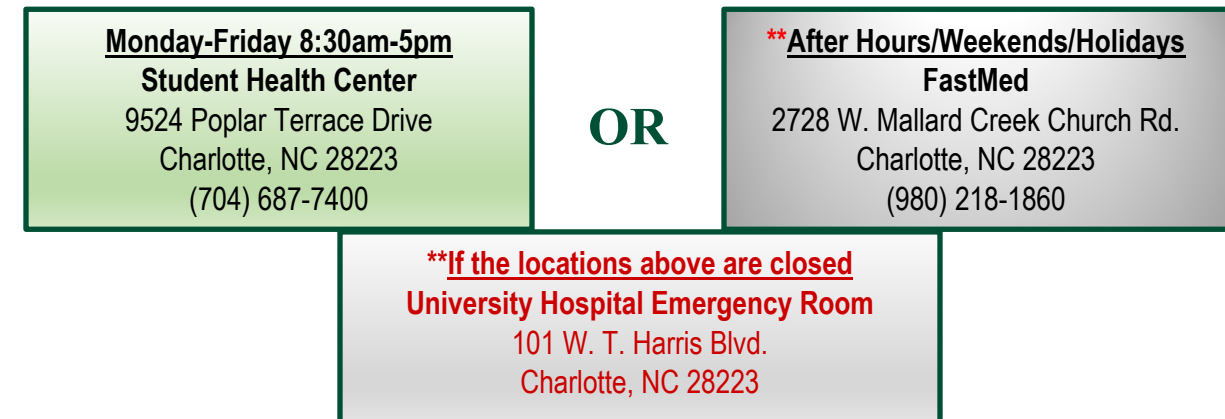 Monday-Friday 8:30am-5pm
Student Health Center
9524 Poplar Terrace Drive
Charlotte, NC 28223
(704) 687-7400
OR
**After Hours/Weekends/Holidays
FastMed
2728 W. Mallard Creek Church Rd.
Charlotte, NC 28223
(980) 218-1860
**If the locations above are closed
University Hospital Emergency Room
101 W. T. Harris Blvd.
Charlotte, NC 28223